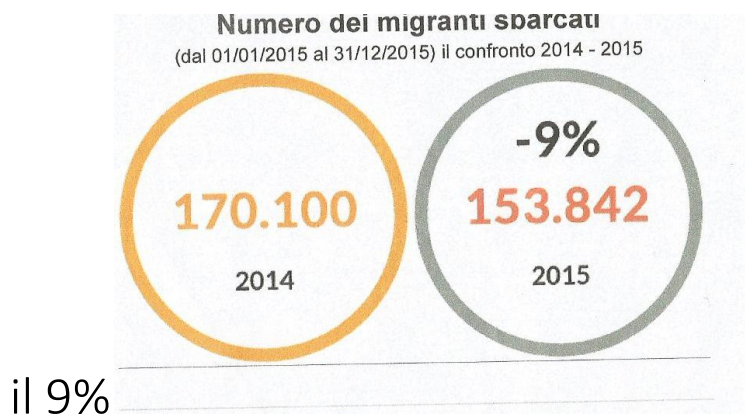 Numero dei migranti sbarcati
(dal 01/01/2015 al 31/12/2015) il confronto 2014 - 2015
-9%
170.100
153.842
2014
2015
il 9%